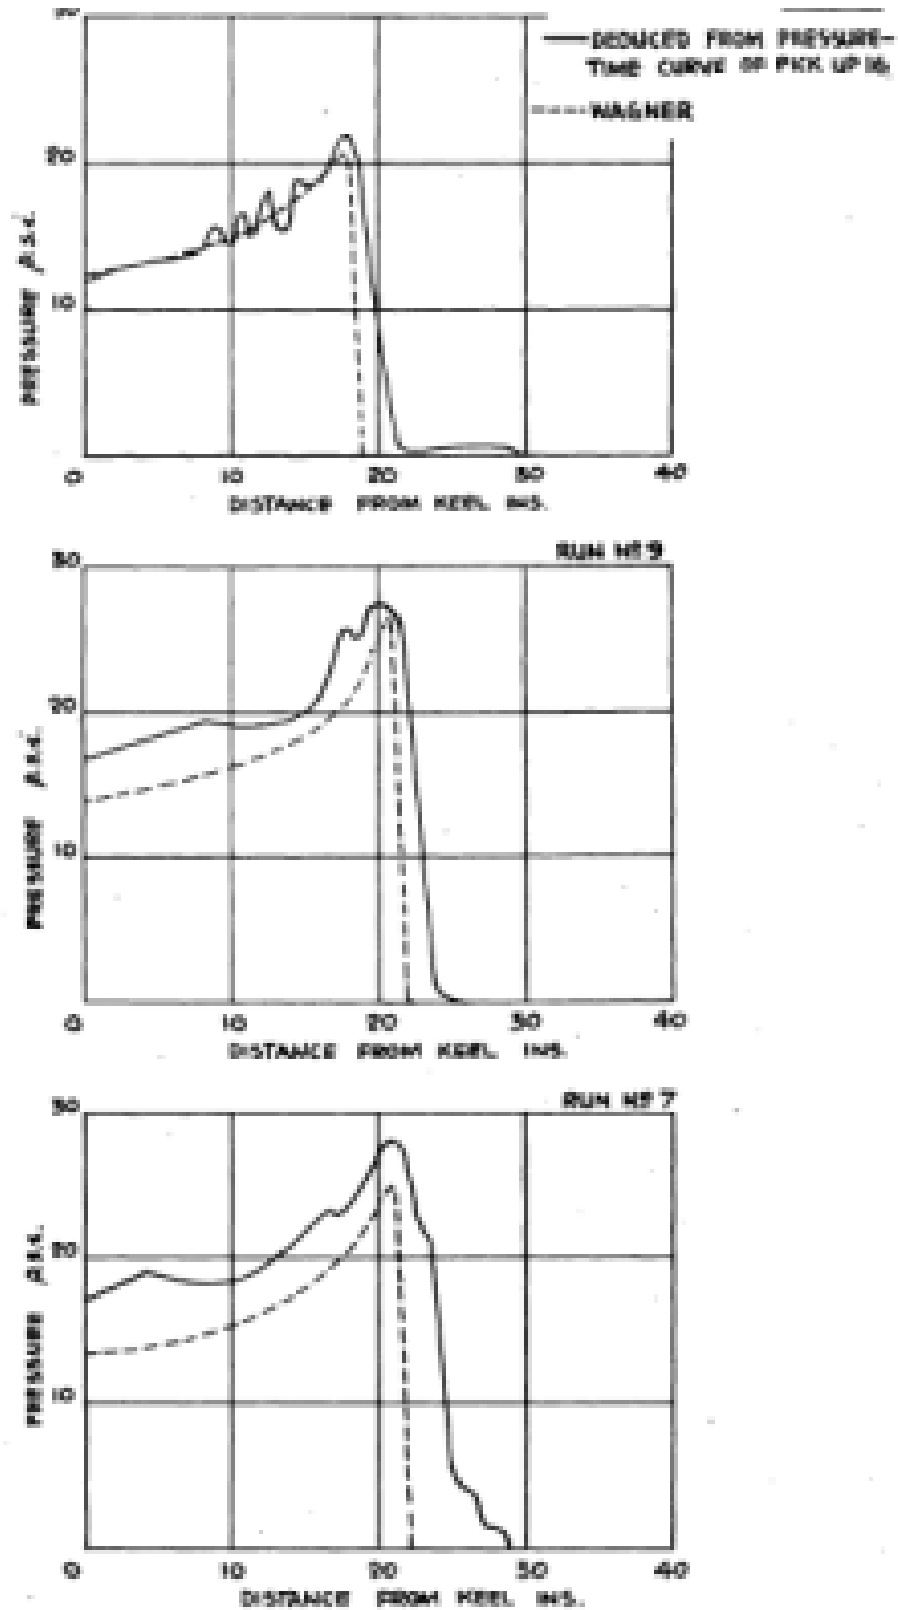 30
DEDUCED FROM PRESSURE-
TIME CURVE OF PICK UP 16.
WAGNER
20
10
PRESSURE p.s.i.
0 10 20 30 40
DISTANCE FROM KEEL INS.
RUN No 9
30
20
10
PRESSURE p.s.i.
0 10 20 30 40
DISTANCE FROM KEEL INS.
RUN No 7
30
20
10
PRESSURE p.s.i.
0 10 20 30 40
DISTANCE FROM KEEL INS.